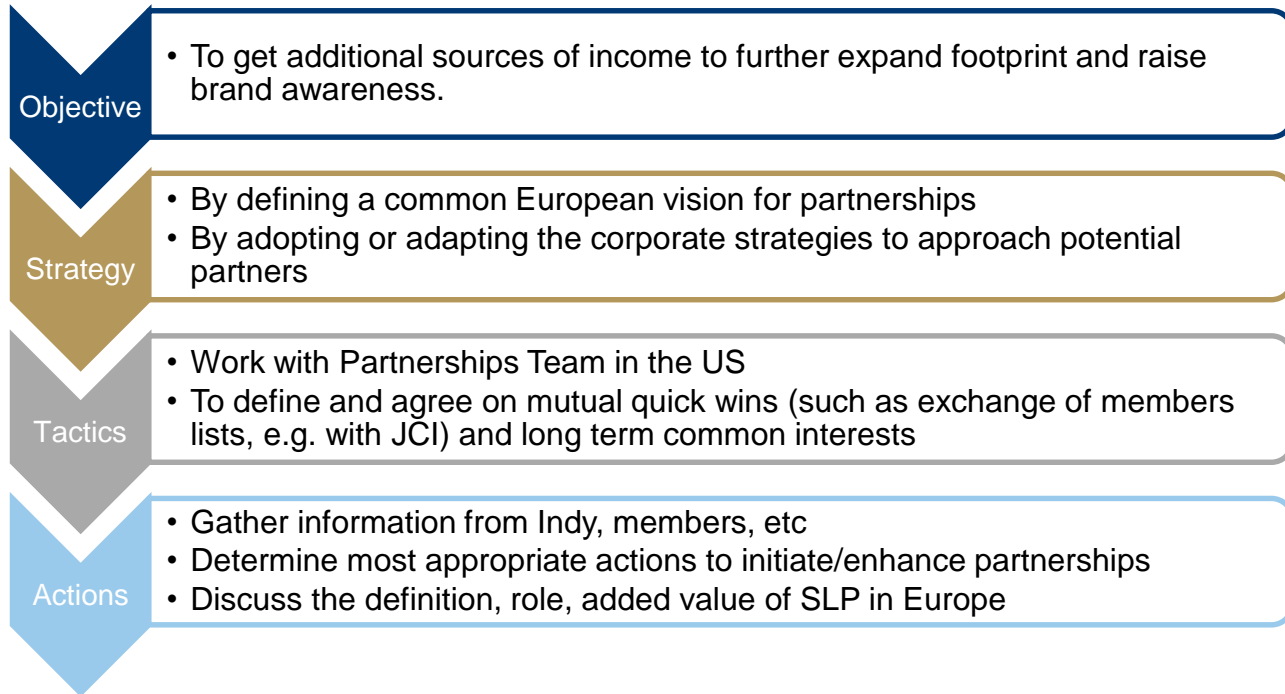 Objective
• To get additional sources of income to further expand footprint and raise
brand awareness.
Strategy
• By defining a common European vision for partnerships
• By adopting or adapting the corporate strategies to approach potential
partners
Tactics
• Work with Partnerships Team in the US
• To define and agree on mutual quick wins (such as exchange of members
lists, e.g. with JCI) and long term common interests
Actions
• Gather information from Indy, members, etc
• Determine most appropriate actions to initiate/enhance partnerships
• Discuss the definition, role, added value of SLP in Europe